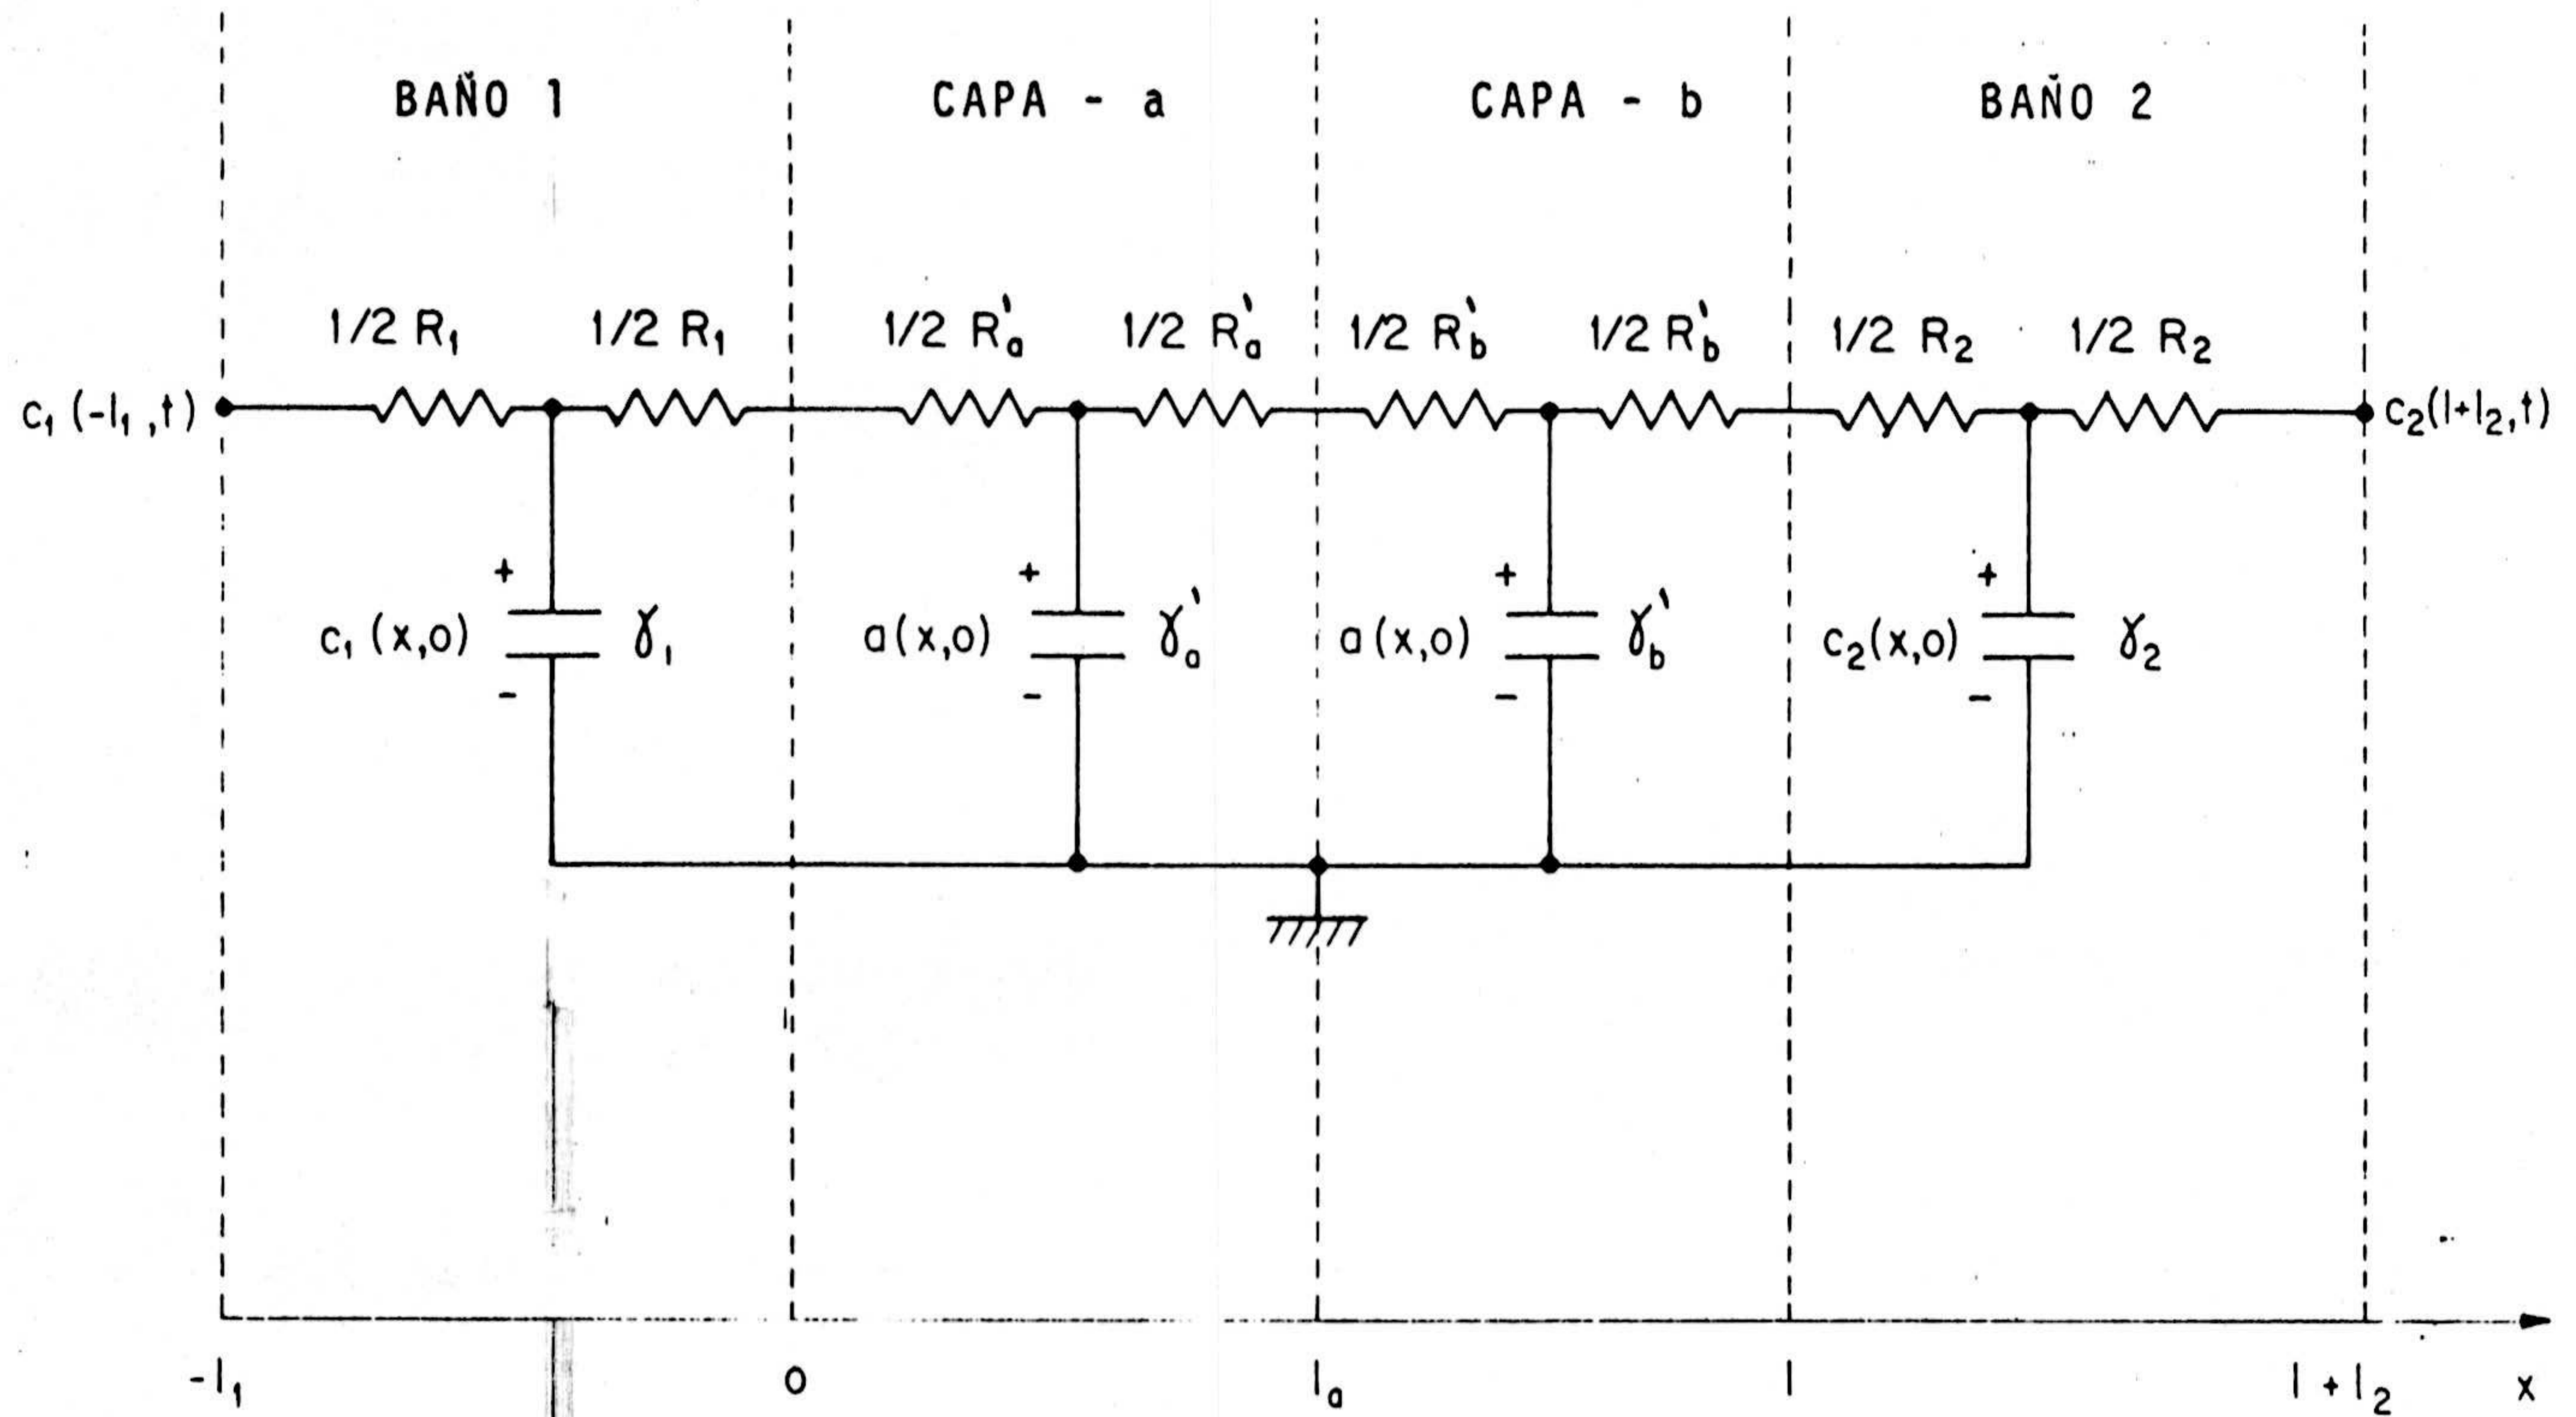 BAÑO 1 CAPA - a CAPA - b BAÑO 2
1/2 R₁ 1/2 R₁ 1/2 R'ₐ 1/2 R'ₐ 1/2 R'b 1/2 R'b 1/2 R₂ 1/2 R₂
c₁ (-l₁ ,t) c₂(l+l₂,t)
+ + + +
c₁ (x,o) γ₁ a(x,o) γ'ₐ a(x,o) γ'b c₂(x,o) γ₂
- - - -
-l₁ 0 lₐ l l + l₂ x